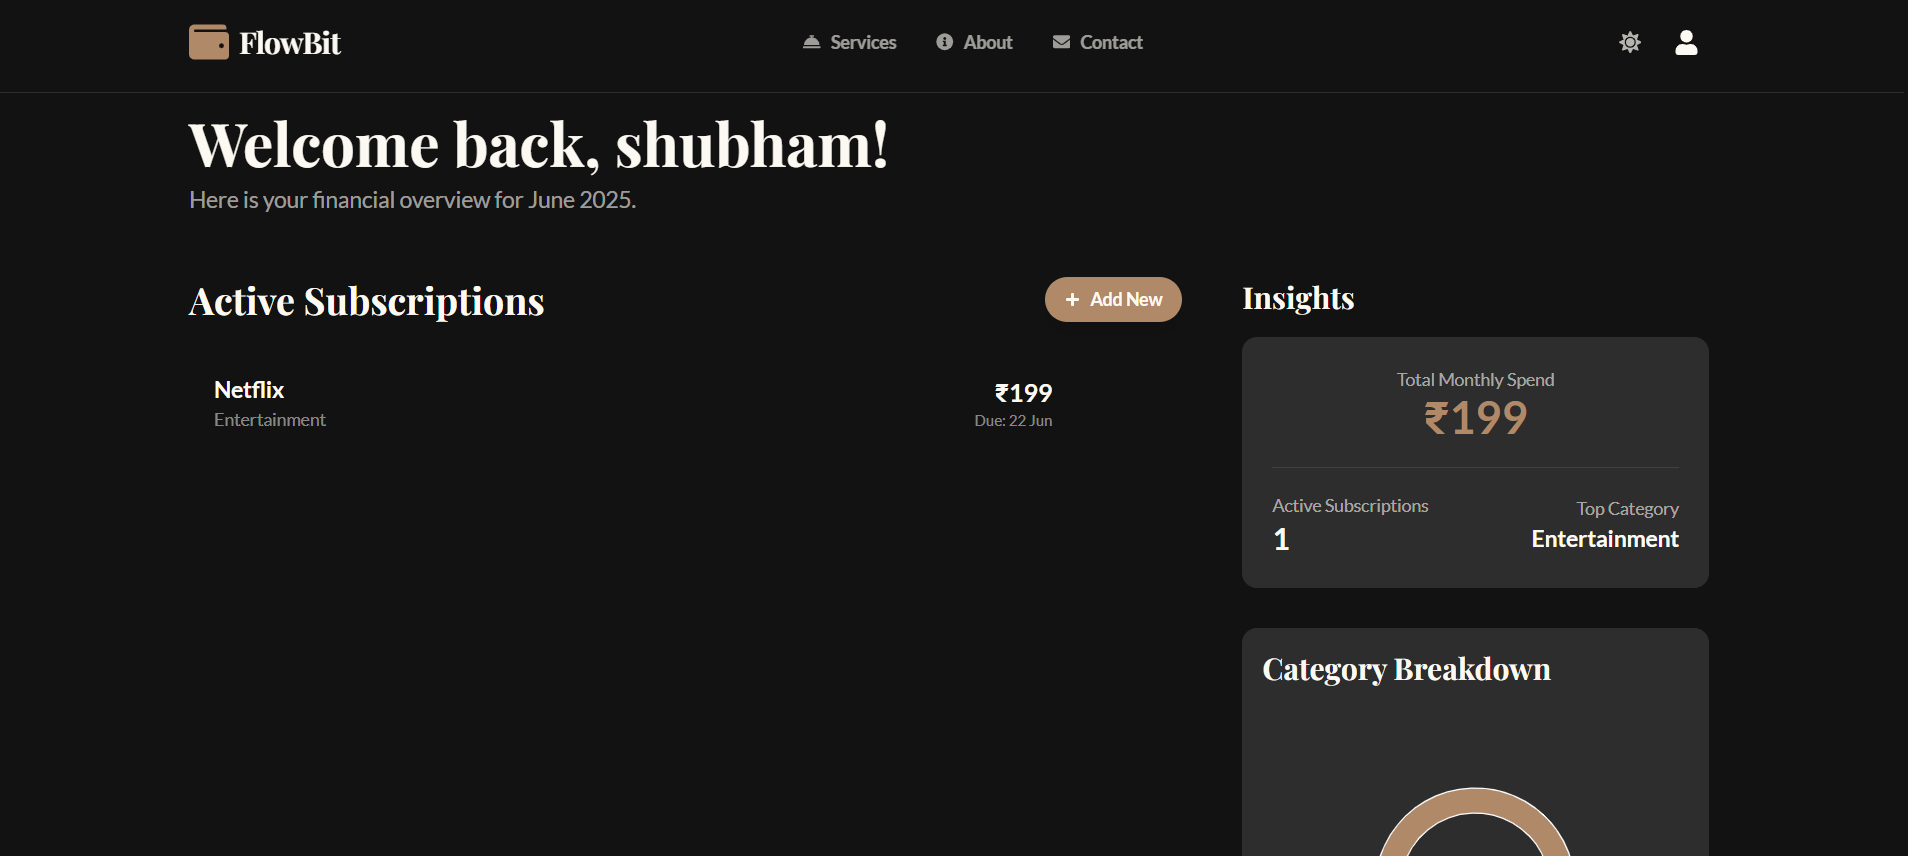 FlowBit
Services
About
Contact
Welcome back, shubham!
Here is your financial overview for June 2025.
Active Subscriptions
+ Add New
Netflix
Entertainment
₹199
Due: 22 Jun
Insights
Total Monthly Spend
₹199
Active Subscriptions
1
Top Category
Entertainment
Category Breakdown